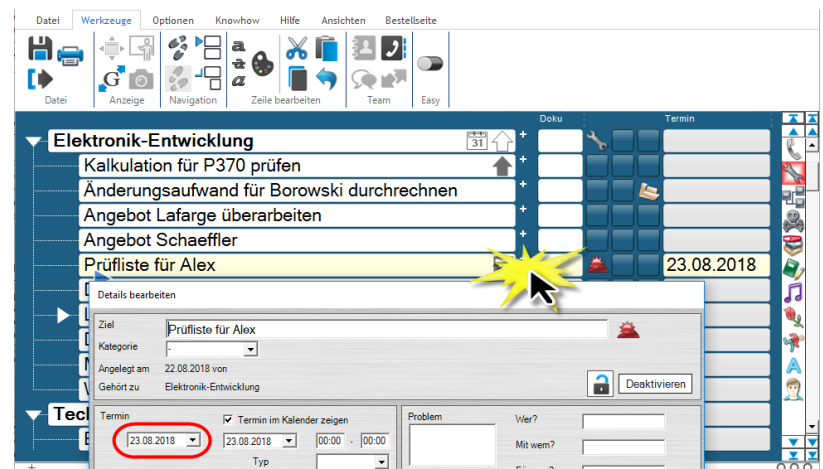 Datei Werkzeuge Optionen Knowhow Hilfe Ansichten Bestellseite
G a a a
Datei Anzeige Navigation Zeile bearbeiten Team Easy
Doku Termin
Elektronik-Entwicklung 31 +
Kalkulation für P370 prüfen +
Änderungsaufwand für Borowski durchrechnen +
Angebot Lafarge überarbeiten +
Angebot Schaeffler +
Prüfliste für Alex 23.08.2018
Details bearbeiten
Ziel Prüfliste für Alex
Kategorie -
Angelegt am 22.08.2018 von
Gehört zu Elektronik-Entwicklung
Deaktivieren
Termin Termin im Kalender zeigen Problem Wer?
23.08.2018 23.08.2018 00:00 - 00:00
Mit wem?
Typ